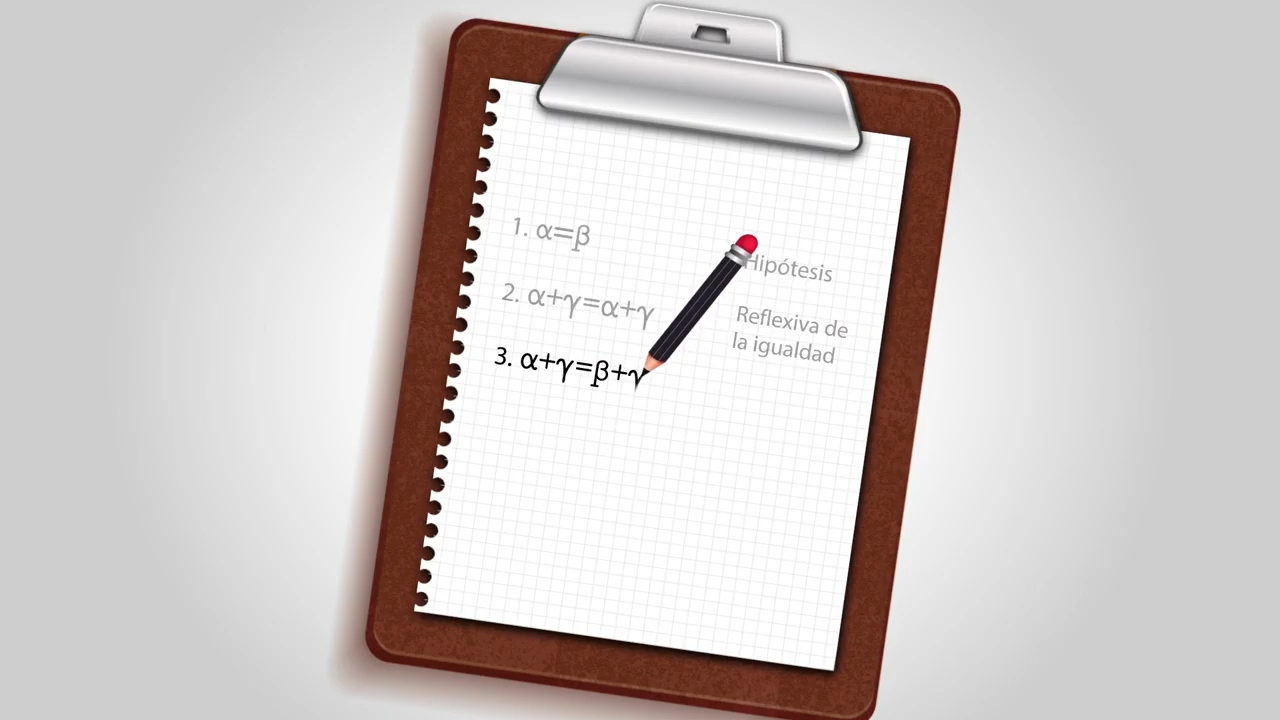 1. α=β
Hipótesis
2. α+γ=α+γ
Reflexiva de
la igualdad
3. α+γ=β+γ